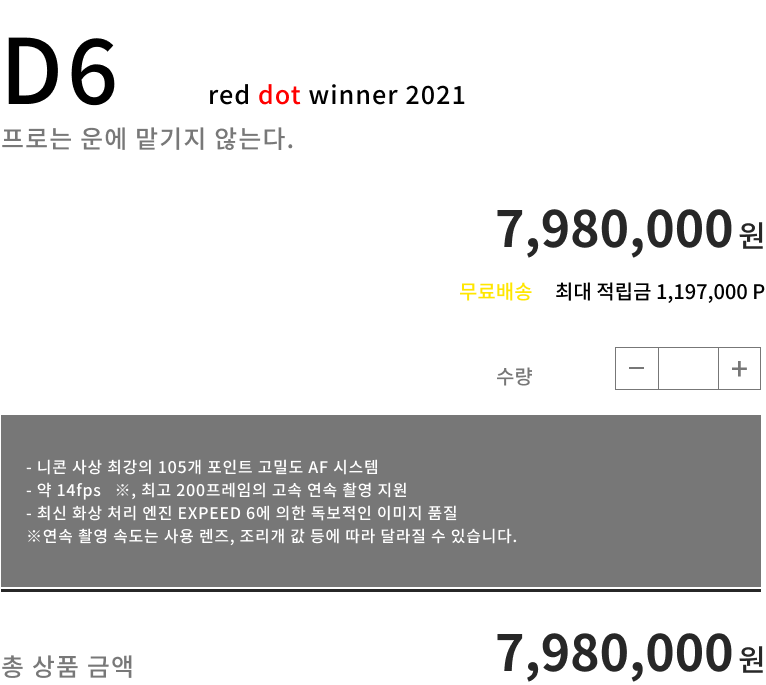 D6
red dot winner 2021
프로는 운에 맡기지 않는다.
7,980,000 원
무료배송 최대 적립금 1,197,000 P
수량 − +
- 니콘 사상 최강의 105개 포인트 고밀도 AF 시스템
- 약 14fps ※, 최고 200프레임의 고속 연속 촬영 지원
- 최신 화상 처리 엔진 EXPEED 6에 의한 독보적인 이미지 품질
※연속 촬영 속도는 사용 렌즈, 조리개 값 등에 따라 달라질 수 있습니다.
총 상품 금액 7,980,000 원